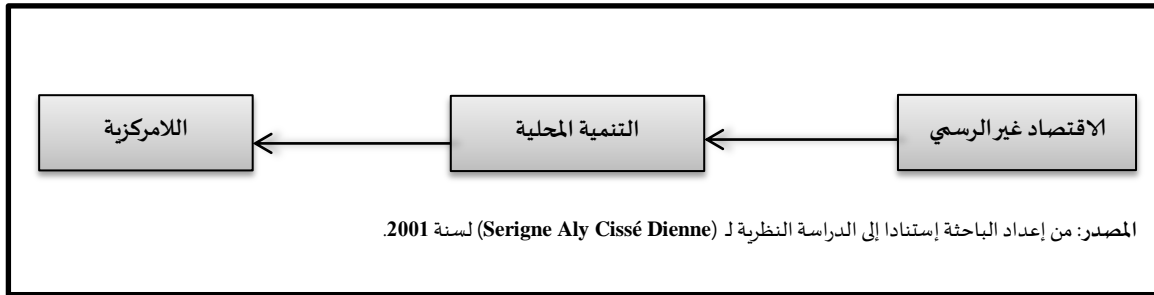 الاقتصاد غير الرسمي
التنمية المحلية
اللامركزية
المصدر: من إعداد الباحثة إستنادا إلى الدراسة النظرية لـ (Serigne Aly Cissé Dienne) لسنة 2001.